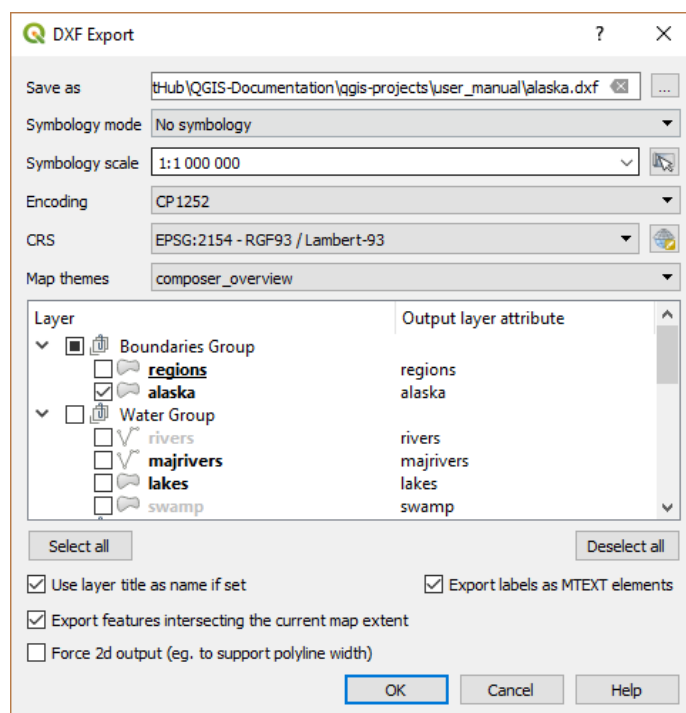 DXF Export
Save as tHub\QGIS-Documentation\qgis-projects\user_manual\alaska.dxf ...
Symbology mode No symbology
Symbology scale 1:1 000 000
Encoding CP1252
CRS EPSG:2154 - RGF93 / Lambert-93
Map themes composer_overview
Layer Output layer attribute
Boundaries Group
regions regions
alaska alaska
Water Group
rivers rivers
majrivers majrivers
lakes lakes
swamp swamp
Select all Deselect all
Use layer title as name if set Export labels as MTEXT elements
Export features intersecting the current map extent
Force 2d output (eg. to support polyline width)
OK Cancel Help